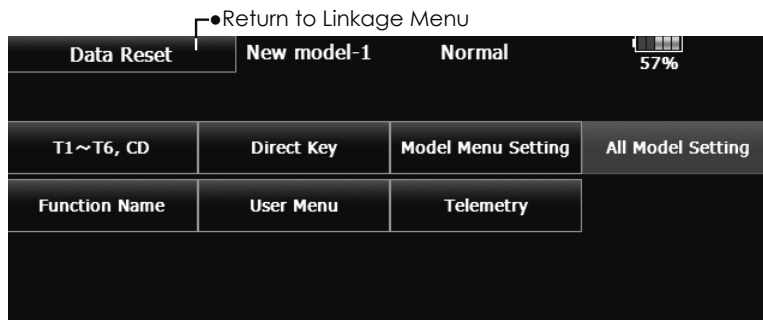 ●Return to Linkage Menu
Data Reset New model-1 Normal 57%
T1~T6, CD Direct Key Model Menu Setting All Model Setting
Function Name User Menu Telemetry